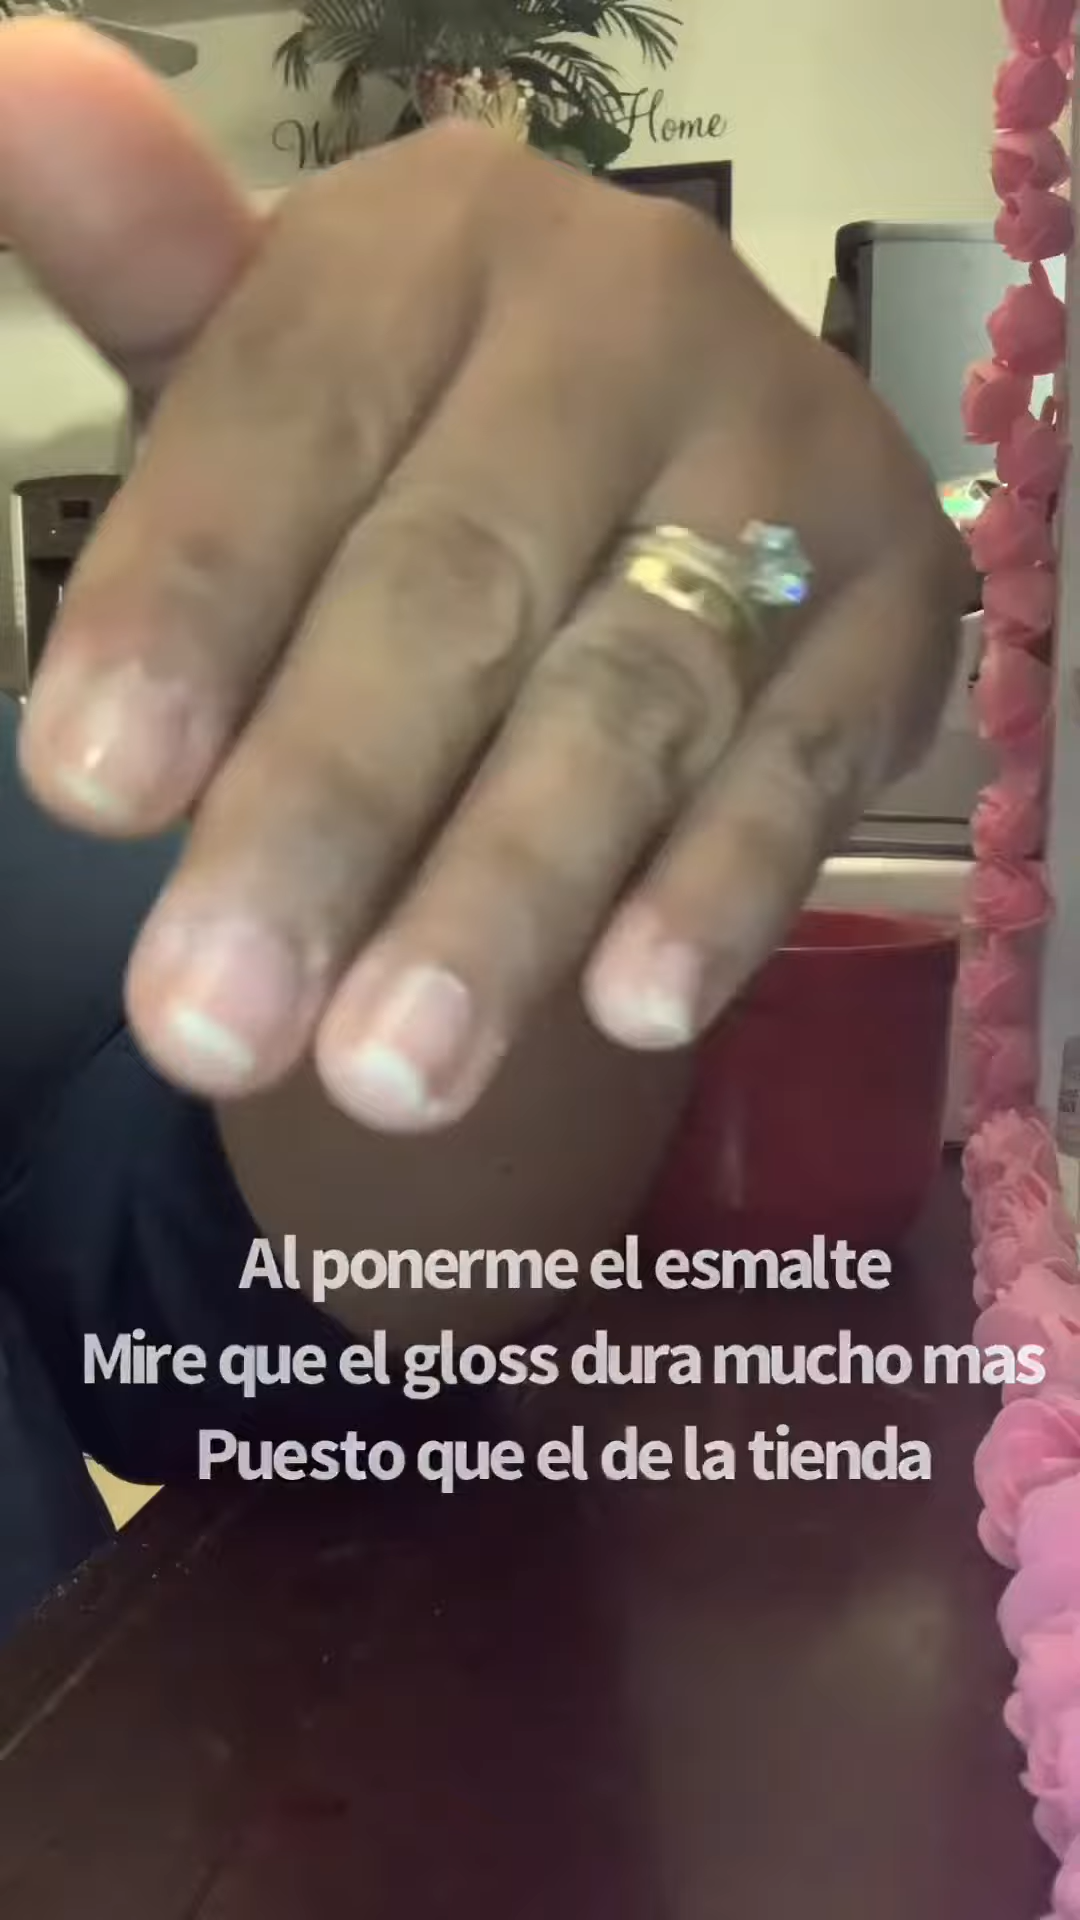 Home
Al ponerme el esmalte
Mire que el gloss dura mucho mas
Puesto que el de la tienda